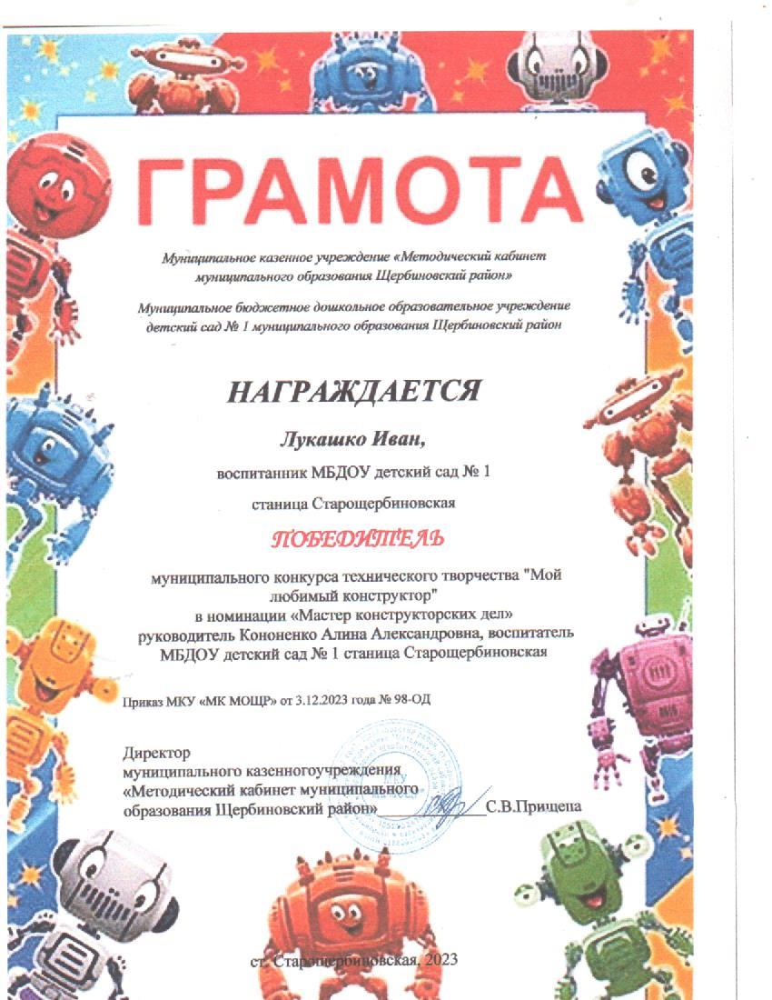 ГРАМОТА
Муниципальное казенное учреждение «Методический кабинет
муниципального образования Щербиновский район»
Муниципальное бюджетное дошкольное образовательное учреждение
детский сад № 1 муниципального образования Щербиновский район
НАГРАЖДАЕТСЯ
Лукашко Иван,
воспитанник МБДОУ детский сад № 1
станица Старощербиновская
ПОБЕДИТЕЛЬ
муниципального конкурса технического творчества "Мой
любимый конструктор"
в номинации «Мастер конструкторских дел»
руководитель Кононенко Алина Александровна, воспитатель
МБДОУ детский сад № 1 станица Старощербиновская
Приказ МКУ «МК МОЩР» от 3.12.2023 года № 98-ОД
Директор
муниципального казенногоучреждения
«Методический кабинет муниципального
образования Щербиновский район» С.В.Прищепа
МКУ
ст. Старощербиновская, 2023